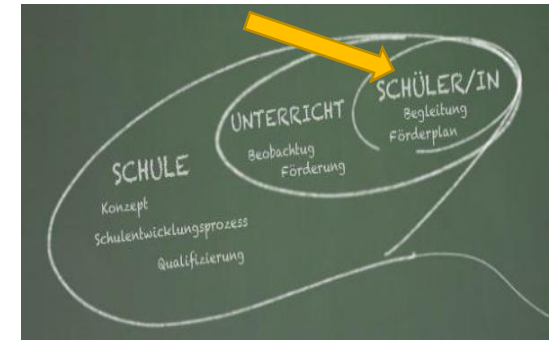 SCHÜLER/IN
Begleitung
Förderplan
UNTERRICHT
Beobachtug
Förderung
SCHULE
Konzept
Schulentwicklungsprozess
Qualifizierung